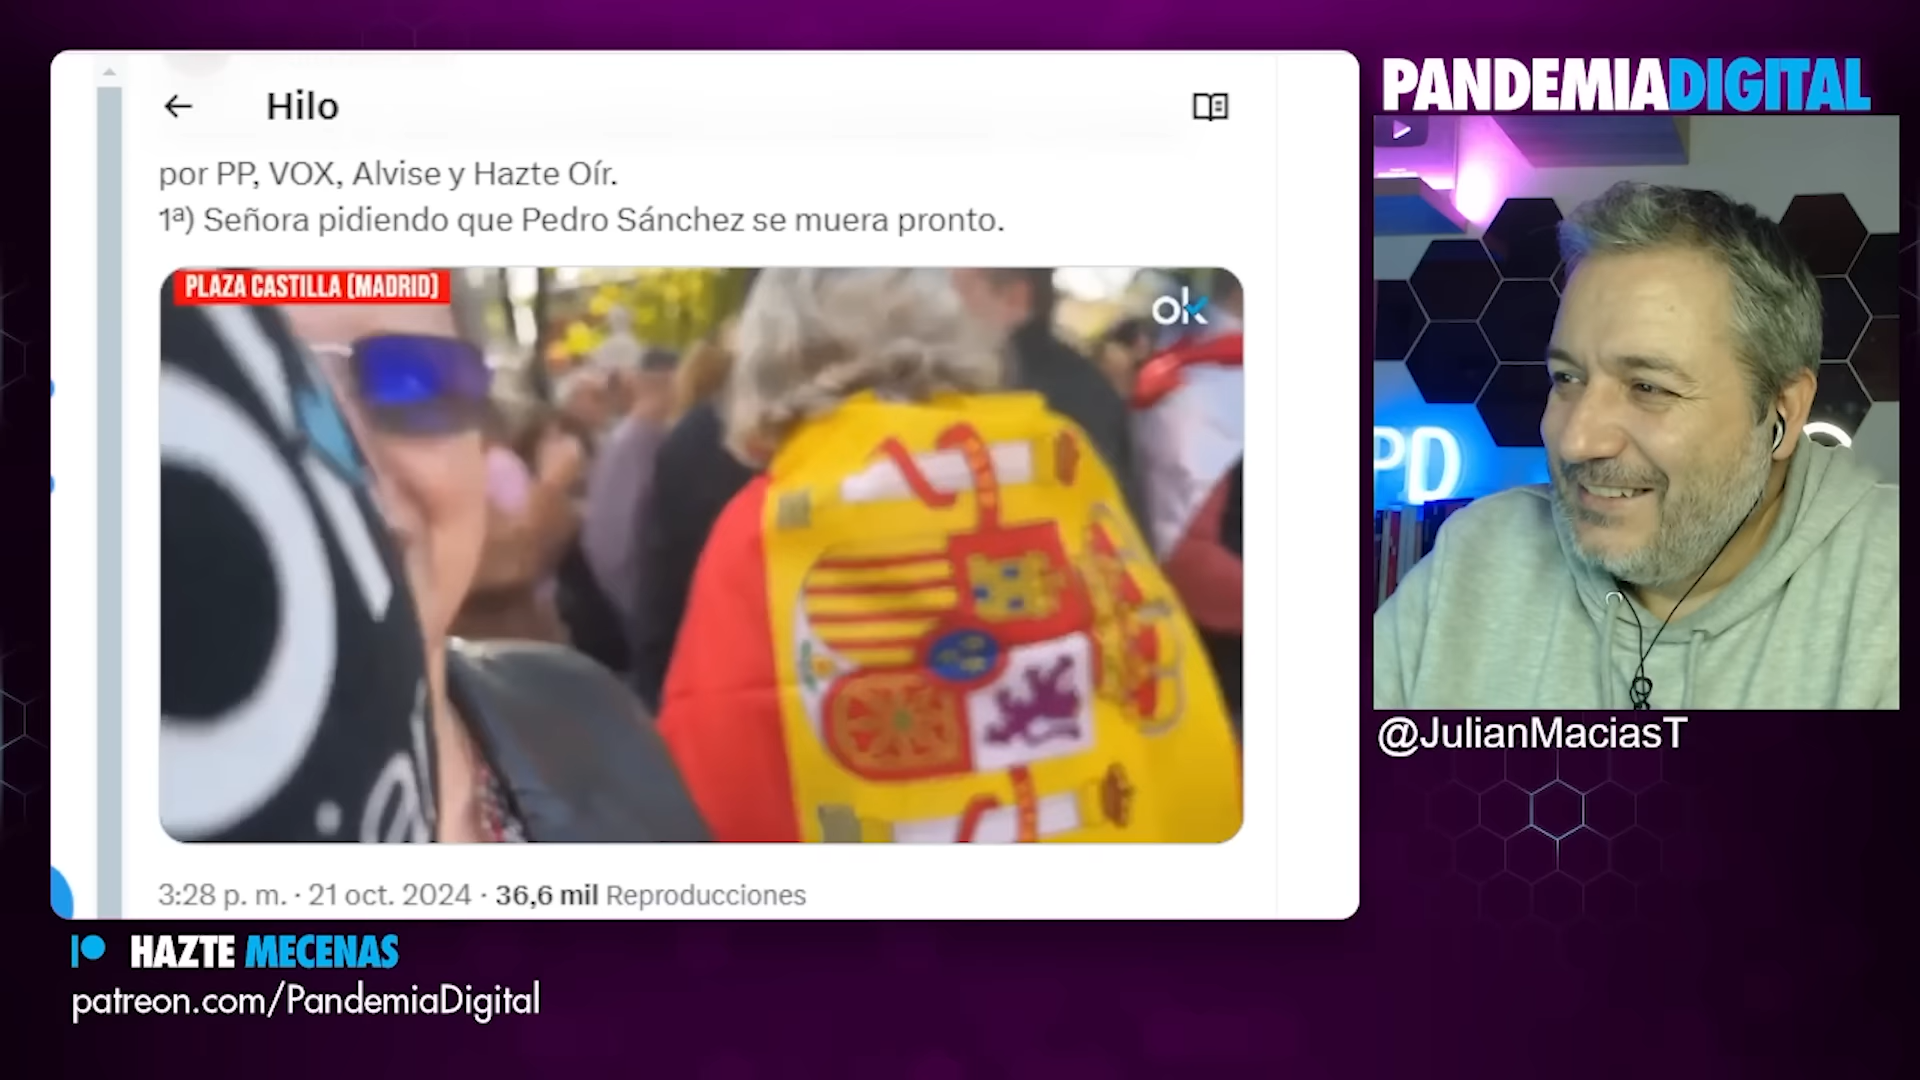 PANDEMIADIGITAL
Hilo
por PP, VOX, Alvise y Hazte Oír.
1ª) Señora pidiendo que Pedro Sánchez se muera pronto.
PLAZA CASTILLA (MADRID)
ok
PD
@JulianMaciasT
3:28 p. m. · 21 oct. 2024 · 36,6 mil Reproducciones
HAZTE MECENAS
patreon.com/PandemiaDigital